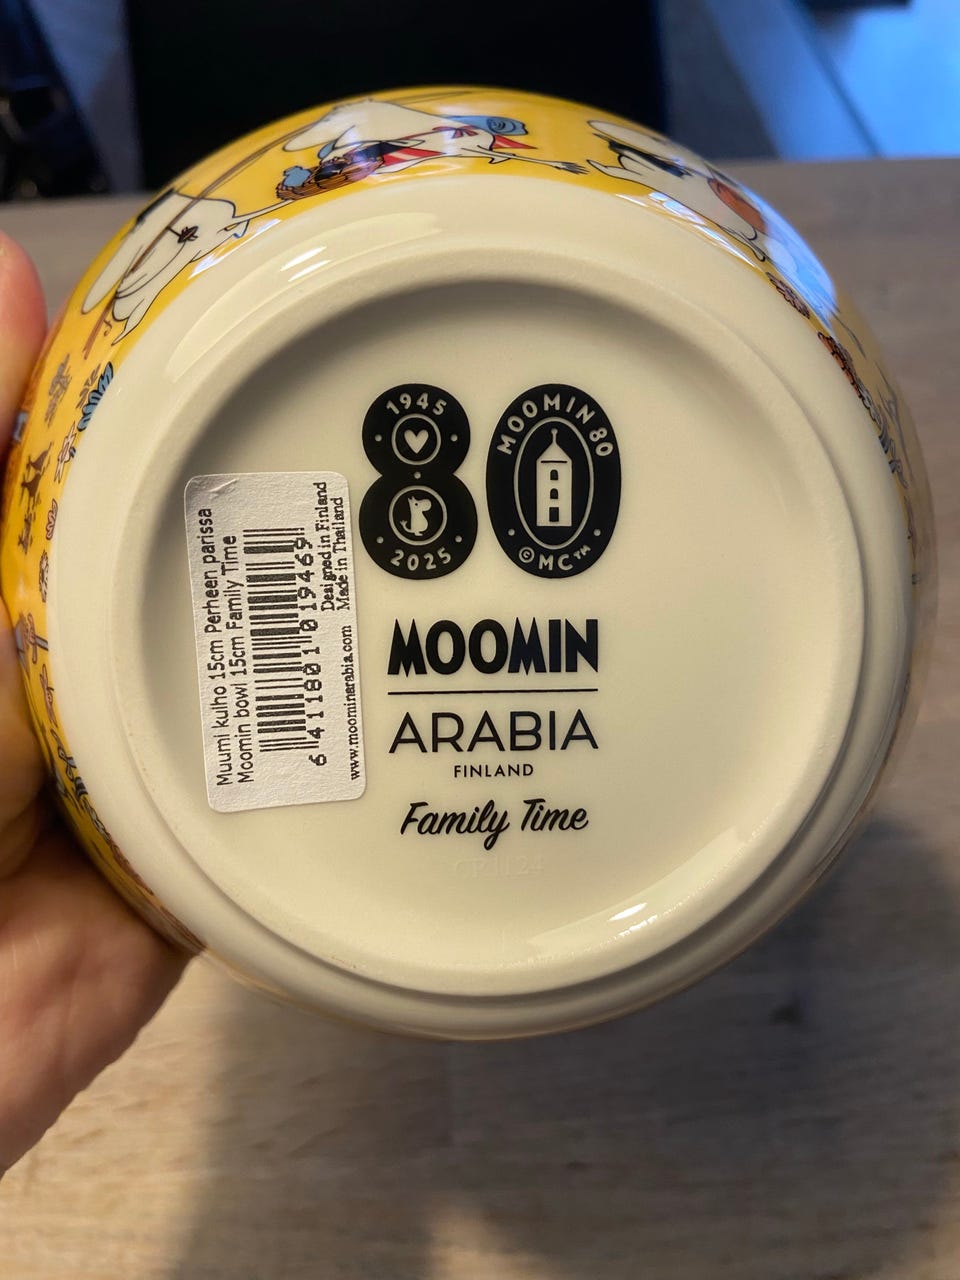 1945
2025
MOOMIN 80
©MC™
MOOMIN
ARABIA
FINLAND
Family Time
Muumi kulho 15cm Perheen parissa
Moomin bowl 15cm Family Time
6 411801 019469
Designed in Finland
Made in Thailand
www.moominarabia.com